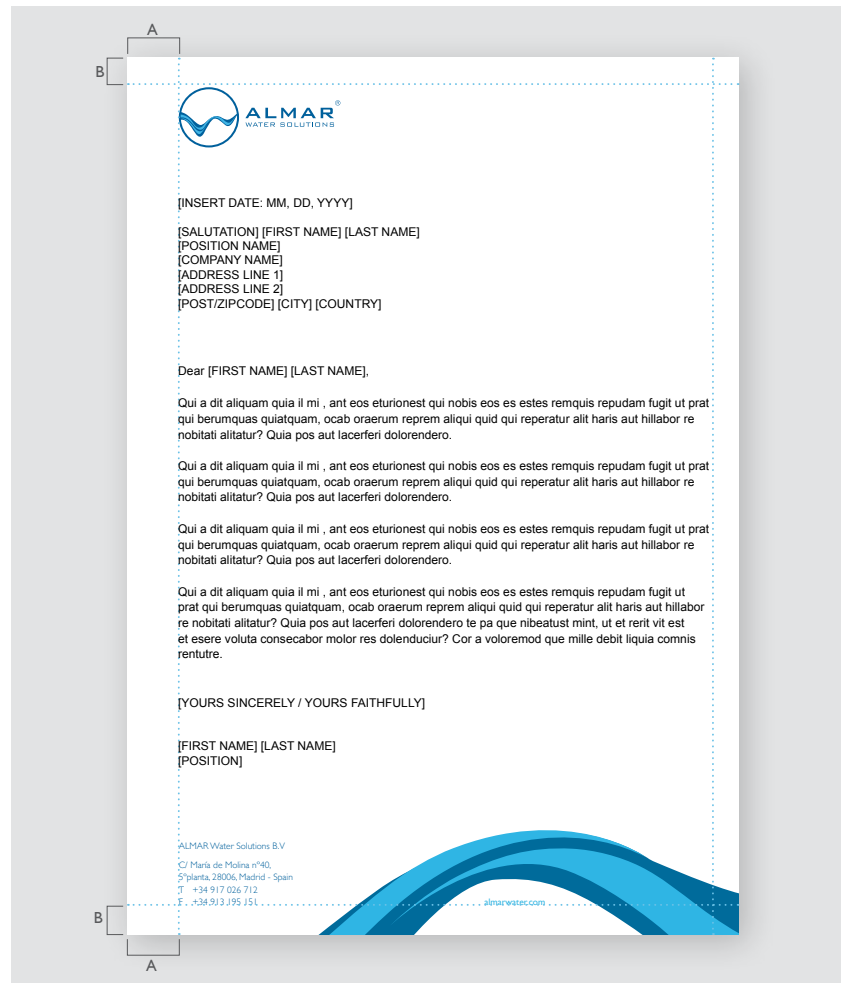 A
B
ALMAR®
WATER SOLUTIONS
[INSERT DATE: MM, DD, YYYY]
[SALUTATION] [FIRST NAME] [LAST NAME]
[POSITION NAME]
[COMPANY NAME]
[ADDRESS LINE 1]
[ADDRESS LINE 2]
[POST/ZIPCODE] [CITY] [COUNTRY]
Dear [FIRST NAME] [LAST NAME],
Qui a dit aliquam quia il mi , ant eos eturionest qui nobis eos es estes remquis repudam fugit ut prat
qui berumquas quiatquam, ocab oraerum reprem aliqui quid qui reperatur alit haris aut hillabor re
nobitati alitatur? Quia pos aut lacerferi dolorendero.
Qui a dit aliquam quia il mi , ant eos eturionest qui nobis eos es estes remquis repudam fugit ut prat
qui berumquas quiatquam, ocab oraerum reprem aliqui quid qui reperatur alit haris aut hillabor re
nobitati alitatur? Quia pos aut lacerferi dolorendero.
Qui a dit aliquam quia il mi , ant eos eturionest qui nobis eos es estes remquis repudam fugit ut prat
qui berumquas quiatquam, ocab oraerum reprem aliqui quid qui reperatur alit haris aut hillabor re
nobitati alitatur? Quia pos aut lacerferi dolorendero.
Qui a dit aliquam quia il mi , ant eos eturionest qui nobis eos es estes remquis repudam fugit ut
prat qui berumquas quiatquam, ocab oraerum reprem aliqui quid qui reperatur alit haris aut hillabor
re nobitati alitatur? Quia pos aut lacerferi dolorendero te pa que nibeatust mint, ut et rerit vit est
et esere voluta consecabor molor res dolenduciur? Cor a voloremod que mille debit liquia comnis
rentutre.
[YOURS SINCERELY / YOURS FAITHFULLY]
[FIRST NAME] [LAST NAME]
[POSITION]
ALMAR Water Solutions B.V
C/ María de Molina nº40,
5ºplanta, 28006, Madrid - Spain
T +34 917 026 712
F +34 913 195 151
almarwater.com
B
A